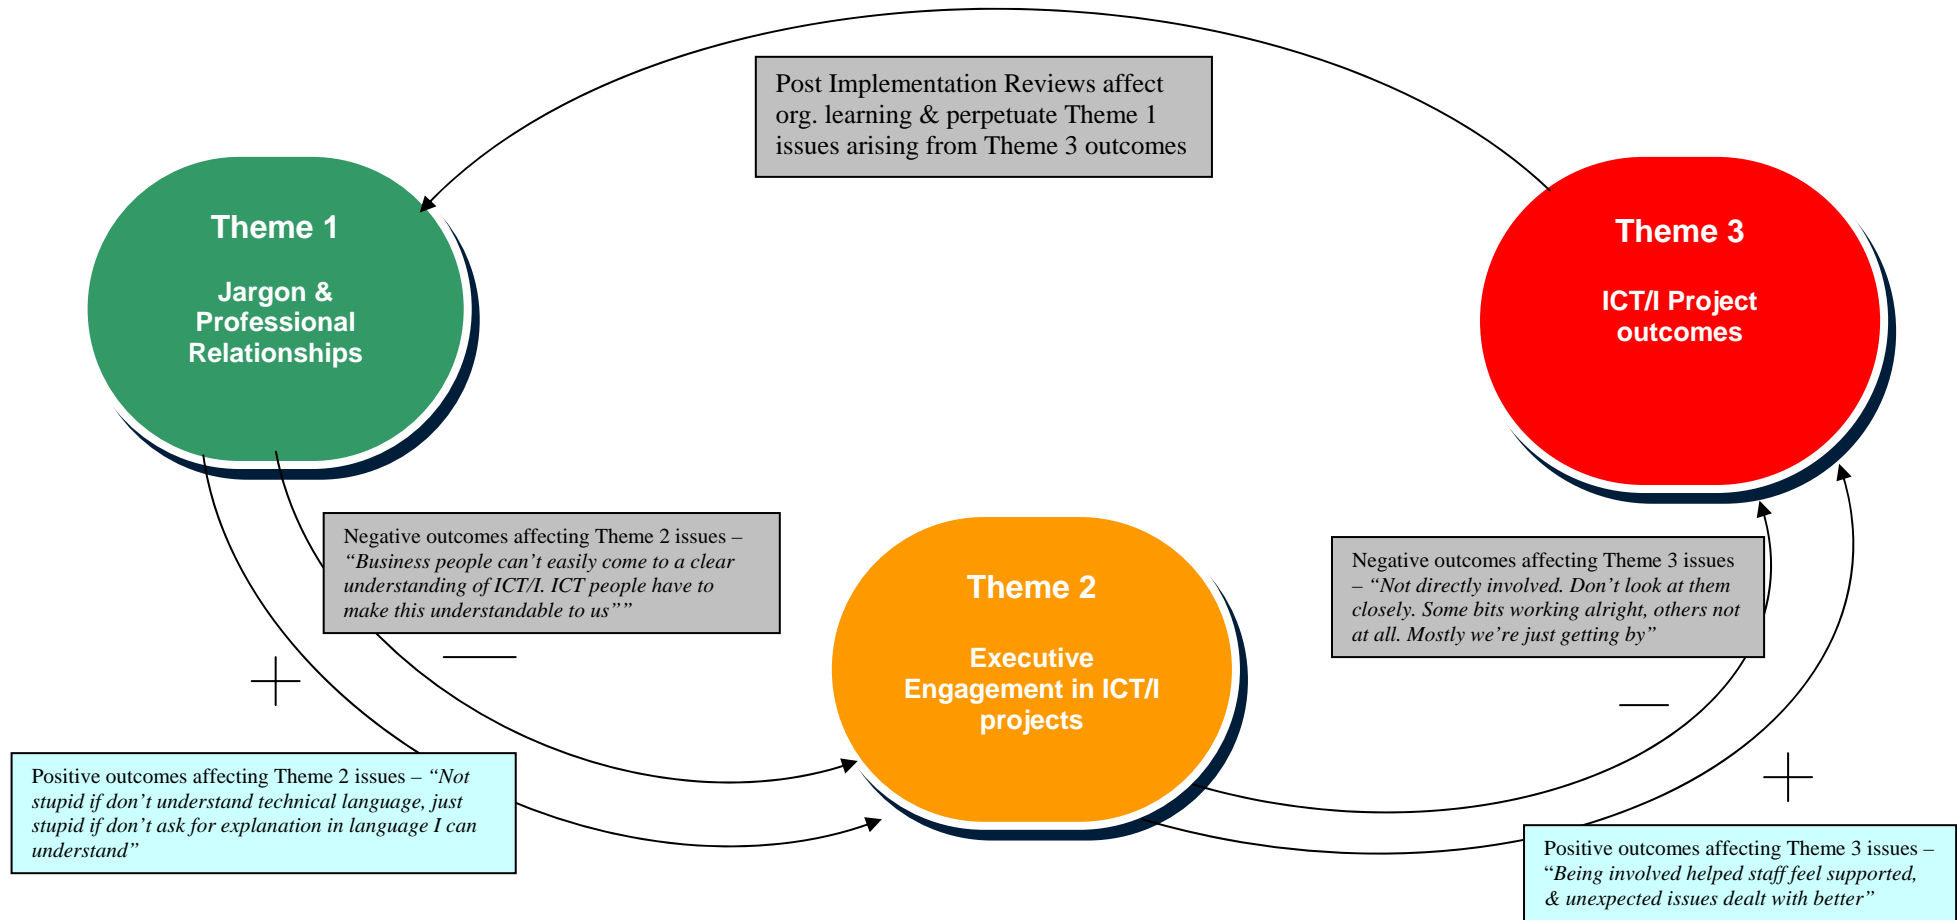 Post Implementation Reviews affect
org. learning & perpetuate Theme 1
issues arising from Theme 3 outcomes
Theme 1
Jargon &
Professional
Relationships
Theme 3
ICT/I Project
outcomes
Negative outcomes affecting Theme 2 issues –
“Business people can’t easily come to a clear
understanding of ICT/I. ICT people have to
make this understandable to us””
Theme 2
Executive
Engagement in ICT/I
projects
Negative outcomes affecting Theme 3 issues
– “Not directly involved. Don’t look at them
closely. Some bits working alright, others not
at all. Mostly we’re just getting by”
+
—
—
+
Positive outcomes affecting Theme 2 issues – “Not
stupid if don’t understand technical language, just
stupid if don’t ask for explanation in language I can
understand”
Positive outcomes affecting Theme 3 issues –
“Being involved helped staff feel supported,
& unexpected issues dealt with better”